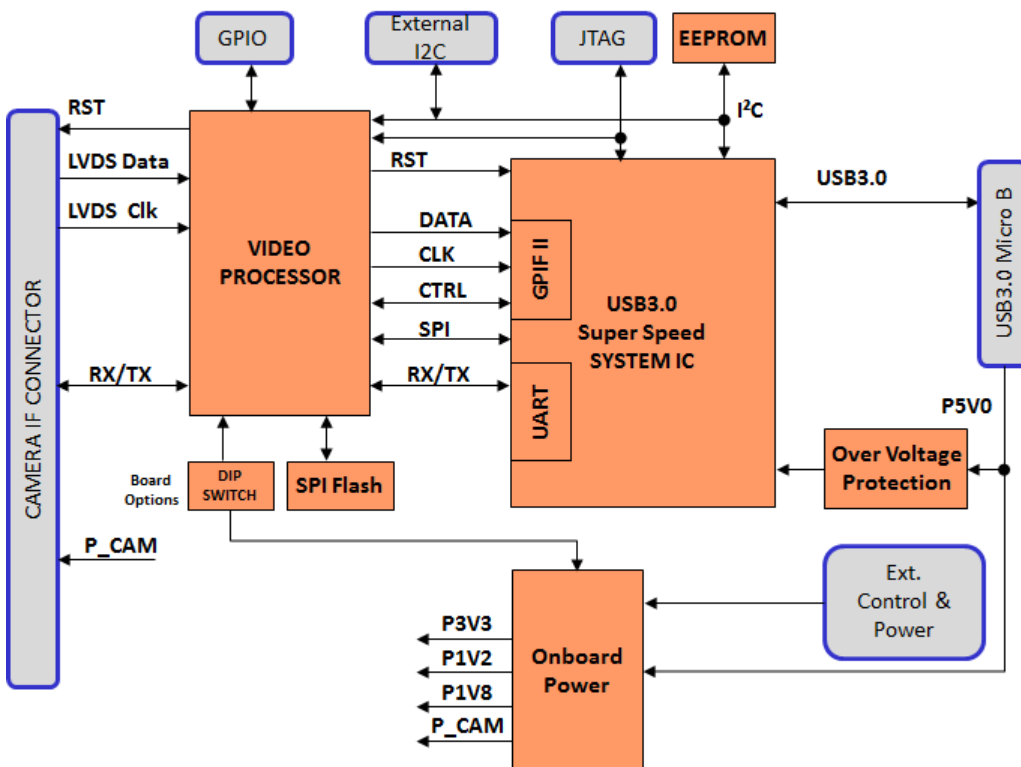 GPIO
External
I2C
JTAG
EEPROM
I²C
RST
LVDS Data
LVDS Clk
RX/TX
CAMERA IF CONNECTOR
P_CAM
VIDEO
PROCESSOR
RST
DATA
CLK
CTRL
SPI
RX/TX
GPIF II
UART
USB3.0
Super Speed
SYSTEM IC
USB3.0
USB3.0 Micro B
P5V0
Over Voltage
Protection
Board
Options
DIP
SWITCH
SPI Flash
Ext.
Control &
Power
Onboard
Power
P3V3
P1V2
P1V8
P_CAM